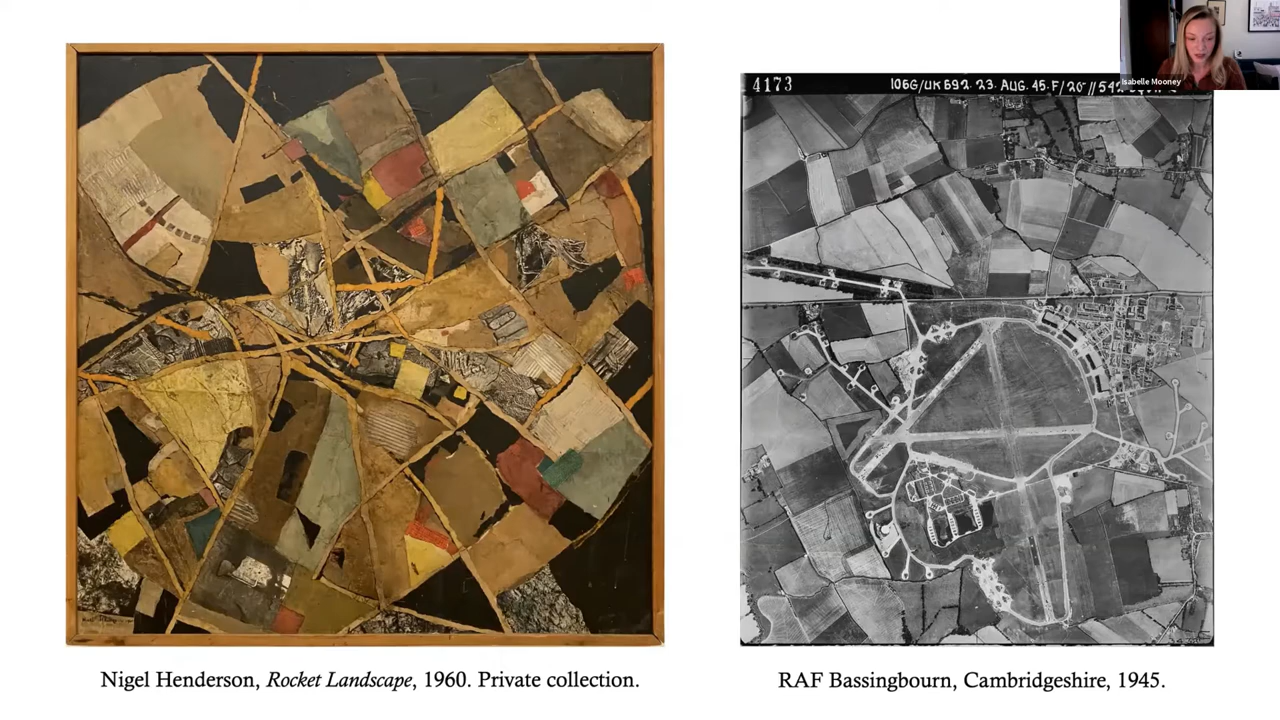 Isabelle Mooney
4173
106G/UK 692. 23. AUG. 45. F/20"//
Nigel Henderson, Rocket Landscape, 1960. Private collection.
RAF Bassingbourn, Cambridgeshire, 1945.